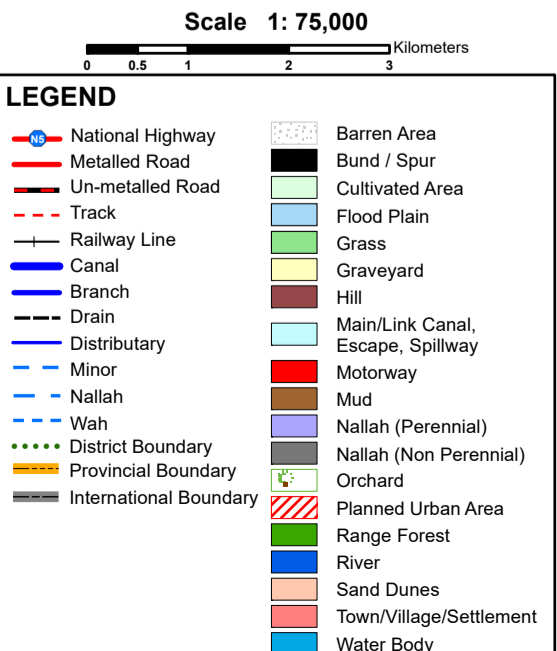 Scale 1: 75,000
Kilometers
0 0.5 1 2 3
LEGEND
N5 National Highway
Metalled Road
Un-metalled Road
Track
Railway Line
Canal
Branch
Drain
Distributary
Minor
Nallah
Wah
District Boundary
Provincial Boundary
International Boundary
Barren Area
Bund / Spur
Cultivated Area
Flood Plain
Grass
Graveyard
Hill
Main/Link Canal,
Escape, Spillway
Motorway
Mud
Nallah (Perennial)
Nallah (Non Perennial)
Orchard
Planned Urban Area
Range Forest
River
Sand Dunes
Town/Village/Settlement
Water Body